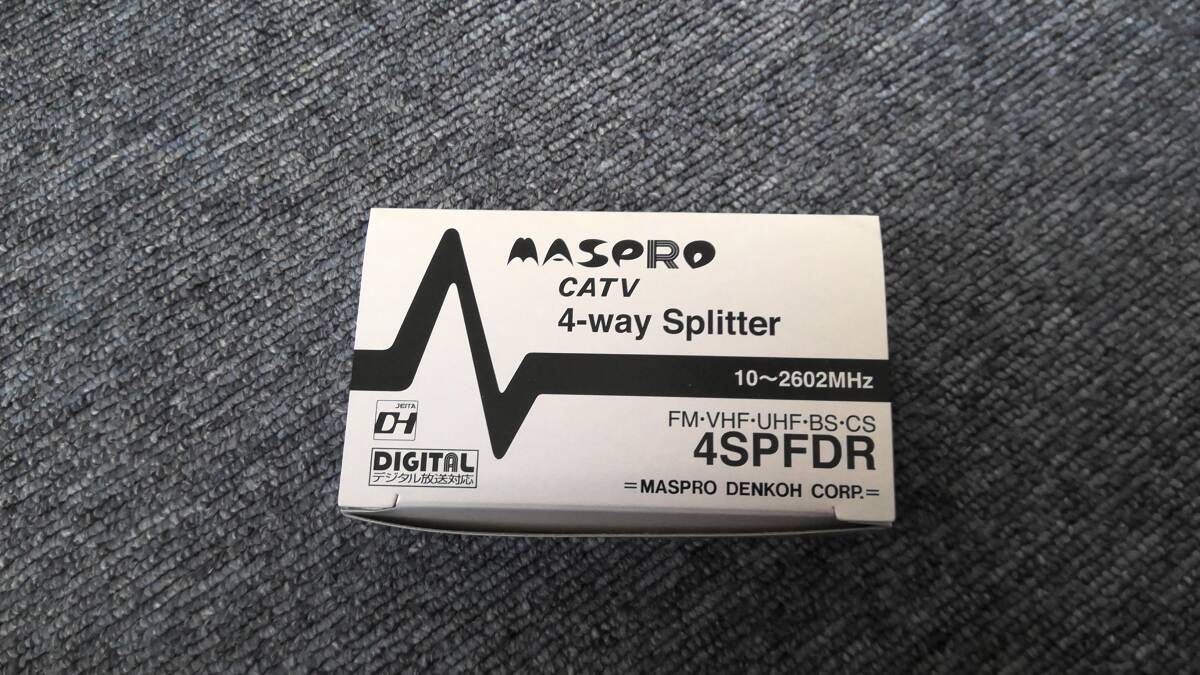 MASPRO
CATV
4-way Splitter
10～2602MHz
JEITA
DH
FM･VHF･UHF･BS･CS
4SPFDR
DIGITAL
デジタル放送対応
=MASPRO DENKOH CORP.=